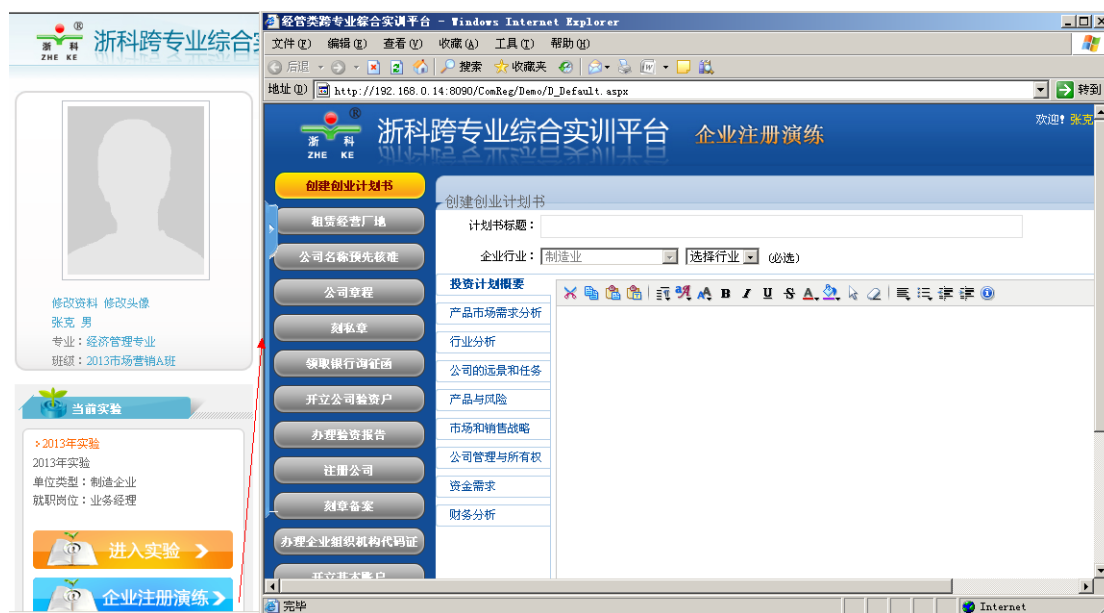 浙科
ZHE KE
®
浙科跨专业综合
修改资料 修改头像
张克 男
专业：经济管理专业
班级：2013市场营销A班
当前实验
>2013年实验
2013年实验
单位类型：制造企业
就职岗位：业务经理
进入实验
企业注册演练
经管类跨专业综合实训平台 - Windows Internet Explorer
文件(F) 编辑(E) 查看(V) 收藏(A) 工具(T) 帮助(H)
后退 搜索 收藏夹
地址(D) http://192.168.0.14:8090/ComReg/Demo/D_Default.aspx 转到
浙科
ZHE KE
®
浙科跨专业综合实训平台 企业注册演练
欢迎! 张克
创建创业计划书
租赁经营厂地
公司名称预先核准
公司章程
刻私章
领取银行询证函
开立公司验资户
办理验资报告
注册公司
刻章备案
办理企业组织机构代码证
开立基本账户
创建创业计划书
计划书标题：
企业行业： 制造业 选择行业 (必选)
投资计划概要
产品市场需求分析
行业分析
公司的远景和任务
产品与风险
市场和销售战略
公司管理与所有权
资金需求
财务分析
B I U S A
完毕
Internet